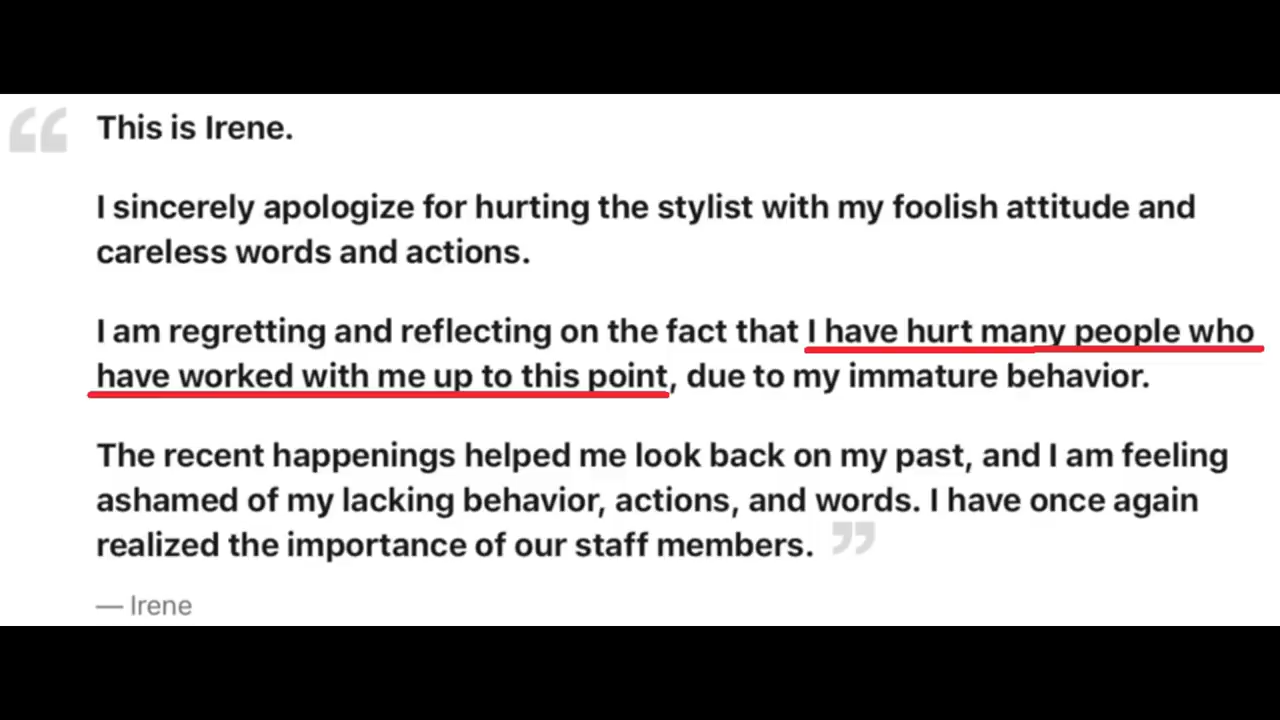 “ This is Irene.
I sincerely apologize for hurting the stylist with my foolish attitude and
careless words and actions.
I am regretting and reflecting on the fact that I have hurt many people who
have worked with me up to this point, due to my immature behavior.
The recent happenings helped me look back on my past, and I am feeling
ashamed of my lacking behavior, actions, and words. I have once again
realized the importance of our staff members. ”
— Irene